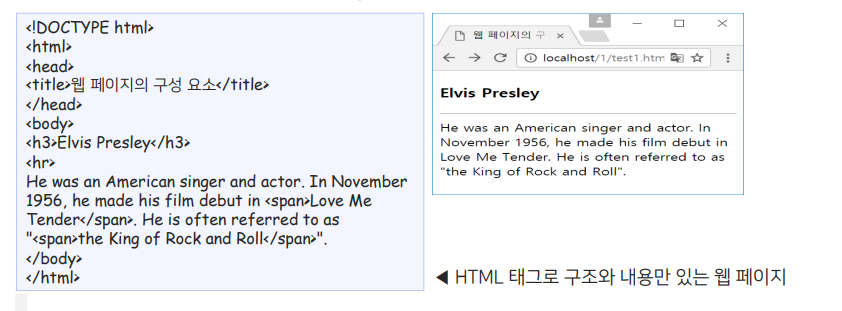 <!DOCTYPE html>
<html>
<head>
<title>웹 페이지의 구성 요소</title>
</head>
<body>
<h3>Elvis Presley</h3>
<hr>
He was an American singer and actor. In November
1956, he made his film debut in <span>Love Me
Tender</span>. He is often referred to as
"<span>the King of Rock and Roll</span>".
</body>
</html>
웹 페이지의 구
localhost/1/test1.htm
Elvis Presley
He was an American singer and actor. In
November 1956, he made his film debut in
Love Me Tender. He is often referred to as
"the King of Rock and Roll".
◀ HTML 태그로 구조와 내용만 있는 웹 페이지